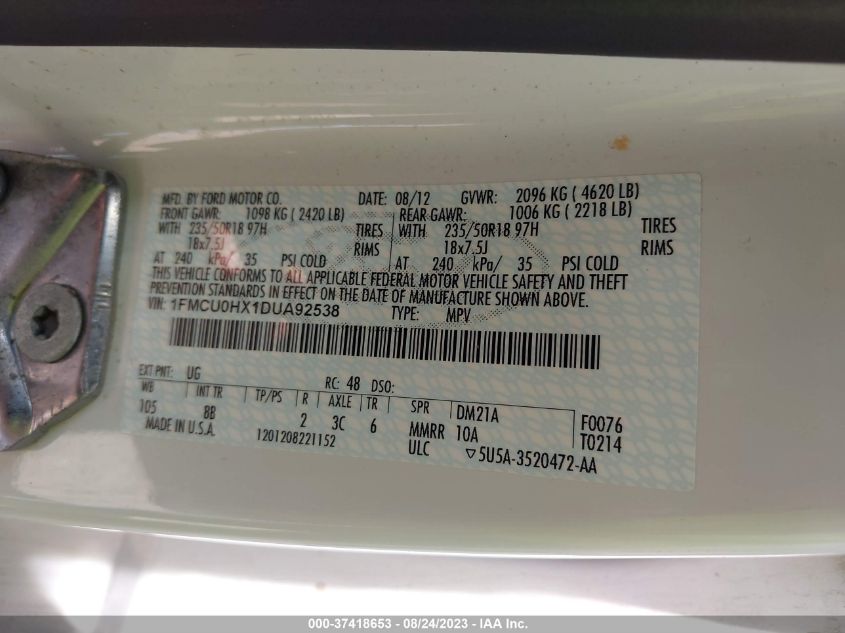 MFD. BY FORD MOTOR CO. DATE: 08/12 GVWR: 2096 KG ( 4620 LB)
FRONT GAWR: 1098 KG ( 2420 LB) REAR GAWR: 1006 KG ( 2218 LB)
WITH 235/50R18 97H TIRES WITH 235/50R18 97H TIRES
18x7.5J RIMS 18x7.5J RIMS
AT 240 kPa/ 35 PSI COLD AT 240 kPa/ 35 PSI COLD
THIS VEHICLE CONFORMS TO ALL APPLICABLE FEDERAL MOTOR VEHICLE SAFETY AND THEFT
PREVENTION STANDARDS IN EFFECT ON THE DATE OF MANUFACTURE SHOWN ABOVE.
VIN: 1FMCU0HX1DUA92538 TYPE: MPV
EXT PNT: UG RC: 48 DSO:
WB INT TR TP/PS R AXLE TR SPR DM21A F0076
105 8B 2 3C 6 MMRR 10A T0214
MADE IN U.S.A. 1201208221152 ULC ▽5U5A-3520472-AA
000-37418653 - 08/24/2023 - IAA Inc.